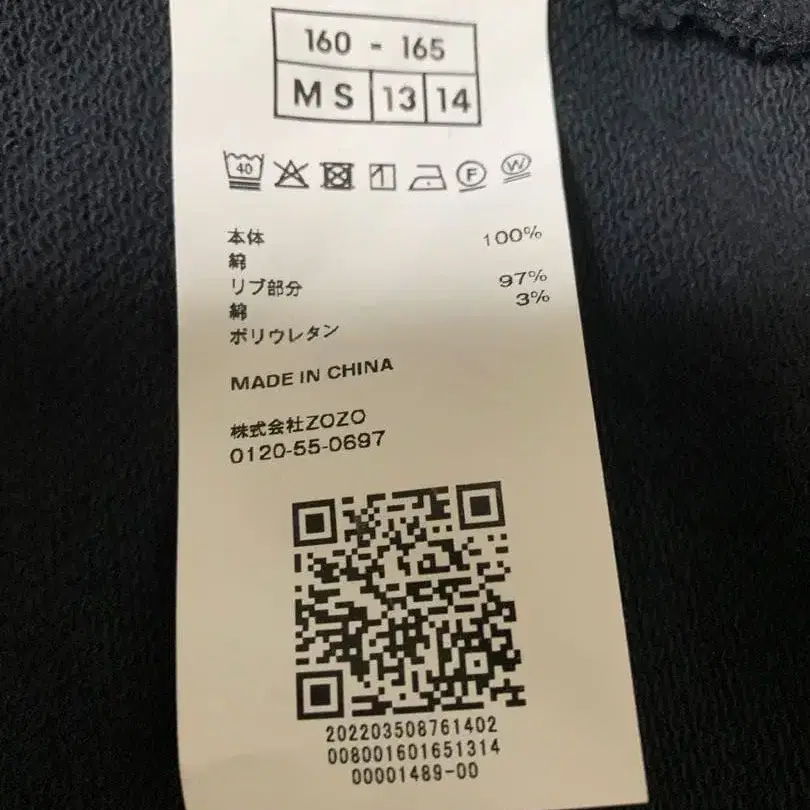 160 - 165
MS 13 14
40 F W
本体
綿 100%
リブ部分
綿 97%
ポリウレタン 3%
MADE IN CHINA
株式会社ZOZO
0120-55-0697
202203508761402
008001601651314
00001489-00